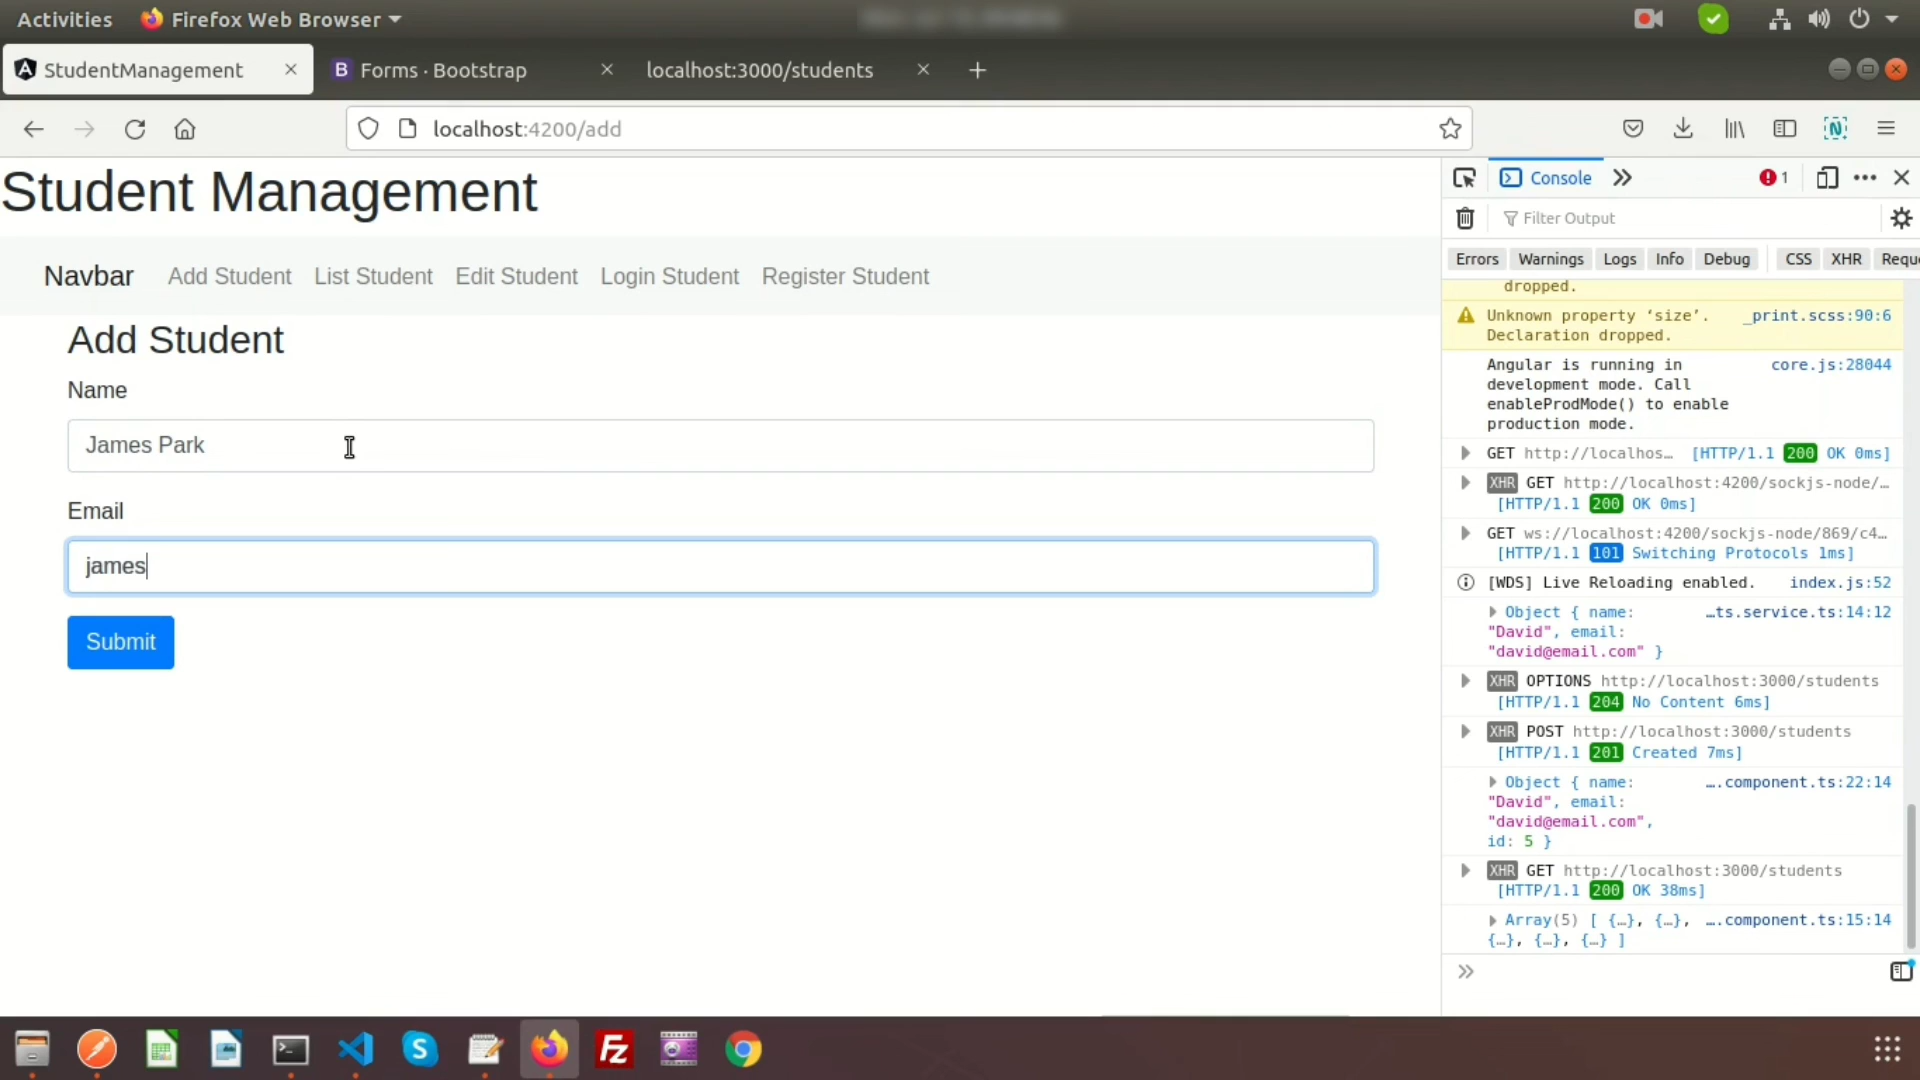 Activities Firefox Web Browser
StudentManagement B Forms · Bootstrap localhost:3000/students
localhost:4200/add
Student Management
Navbar Add Student List Student Edit Student Login Student Register Student
Add Student
Name
James Park
Email
james
Submit
Console 1
Filter Output
Errors Warnings Logs Info Debug CSS XHR Requ
dropped.
Unknown property ‘size’. _print.scss:90:6
Declaration dropped.
Angular is running in core.js:28044
development mode. Call
enableProdMode() to enable
production mode.
GET http://localhos… [HTTP/1.1 200 OK 0ms]
XHR GET http://localhost:4200/sockjs-node/…
[HTTP/1.1 200 OK 0ms]
GET ws://localhost:4200/sockjs-node/869/c4…
[HTTP/1.1 101 Switching Protocols 1ms]
[WDS] Live Reloading enabled. index.js:52
Object { name: …ts.service.ts:14:12
"David", email:
"david@email.com" }
XHR OPTIONS http://localhost:3000/students
[HTTP/1.1 204 No Content 6ms]
XHR POST http://localhost:3000/students
[HTTP/1.1 201 Created 7ms]
Object { name: ….component.ts:22:14
"David", email:
"david@email.com",
id: 5 }
XHR GET http://localhost:3000/students
[HTTP/1.1 200 OK 38ms]
Array(5) [ {…}, {…}, ….component.ts:15:14
{…}, {…}, {…} ]